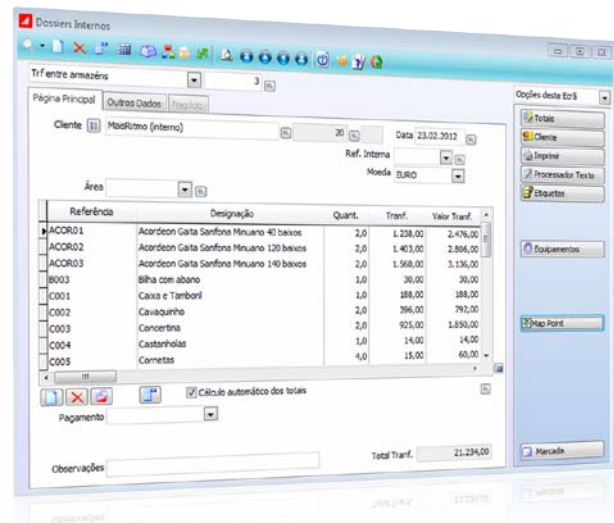 Dossiers Internos
Trf entre armazéns 3
Opções deste Ecrã
Página Principal Outros Dados Negócio
Totais
Cliente MaisRitmo (interno) 20 Data 23.02.2012
Cliente
Ref. Interna
Imprimir
Moeda EURO
Processador Texto
Área
Etiquetas
Referência Designação Quant. Tranf. Valor Tranf.
ACOR01 Acordeon Gaita Sanfona Minuano 40 baixos 2,0 1.238,00 2.476,00
ACOR02 Acordeon Gaita Sanfona Minuano 120 baixos 2,0 1.403,00 2.806,00
Equipamentos
ACOR03 Acordeon Gaita Sanfona Minuano 140 baixos 2,0 1.568,00 3.136,00
B003 Bilha com abano 1,0 30,00 30,00
C001 Caixa e Tamboril 1,0 188,00 188,00
C002 Cavaquinho 2,0 396,00 792,00
C003 Concertina 2,0 925,00 1.850,00
Map Point
C004 Castanholas 1,0 14,00 14,00
C005 Cornetas 4,0 15,00 60,00
Cálculo automático dos totais
Pagamento
Total Tranf. 21.234,00
Marcada
Observações